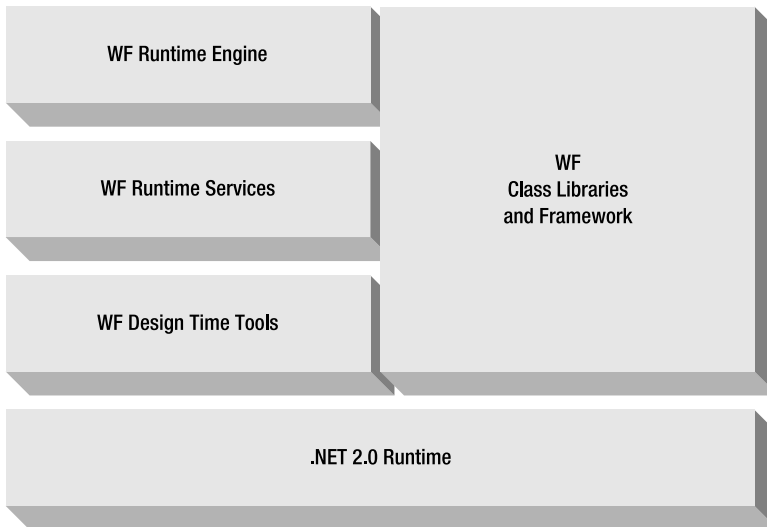 WF Runtime Engine
WF Runtime Services
WF Design Time Tools
WF
Class Libraries
and Framework
.NET 2.0 Runtime